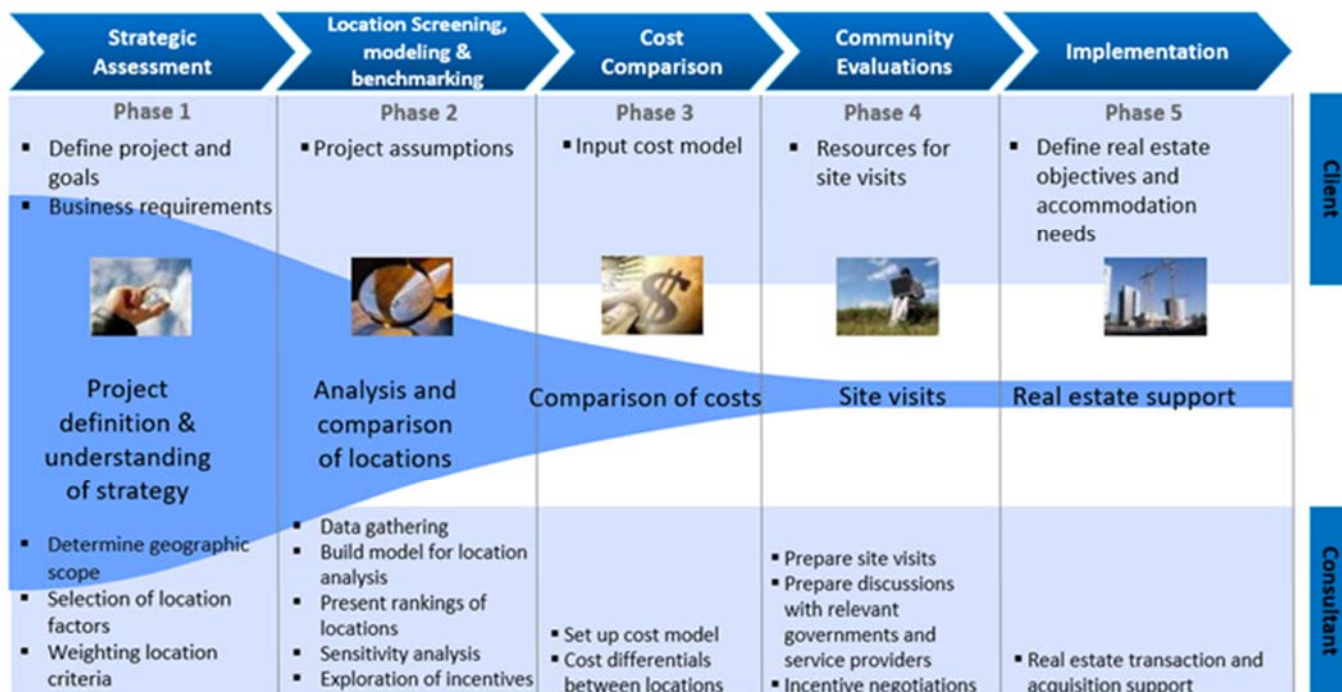 Strategic
Assessment
Location Screening,
modeling &
benchmarking
Cost
Comparison
Community
Evaluations
Implementation
Phase 1
Phase 2
Phase 3
Phase 4
Phase 5
▪ Define project and
goals
▪ Business requirements
▪ Project assumptions
▪ Input cost model
▪ Resources for
site visits
▪ Define real estate
objectives and
accommodation
needs
Client
Project
definition &
understanding
of strategy
Analysis and
comparison
of locations
Comparison of costs
Site visits
Real estate support
▪ Determine geographic
scope
▪ Selection of location
factors
▪ Weighting location
criteria
▪ Data gathering
▪ Build model for location
analysis
▪ Present rankings of
locations
▪ Sensitivity analysis
▪ Exploration of incentives
▪ Set up cost model
▪ Cost differentials
between locations
▪ Prepare site visits
▪ Prepare discussions
with relevant
governments and
service providers
▪ Incentive negotiations
▪ Real estate transaction and
acquisition support
Consultant